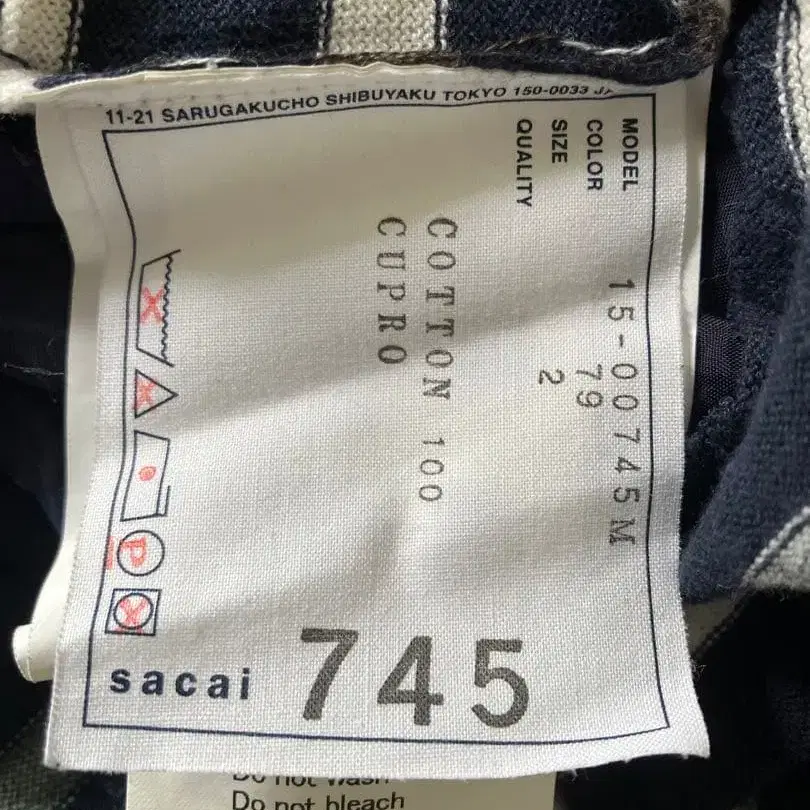 11-21 SARUGAKUCHO SHIBUYAKU TOKYO 150-0033
MODEL 15-00745M
COLOR 79
SIZE 2
QUALITY
COTTON 100
CUPRO
P
sacai 745
Do not wash
Do not bleach